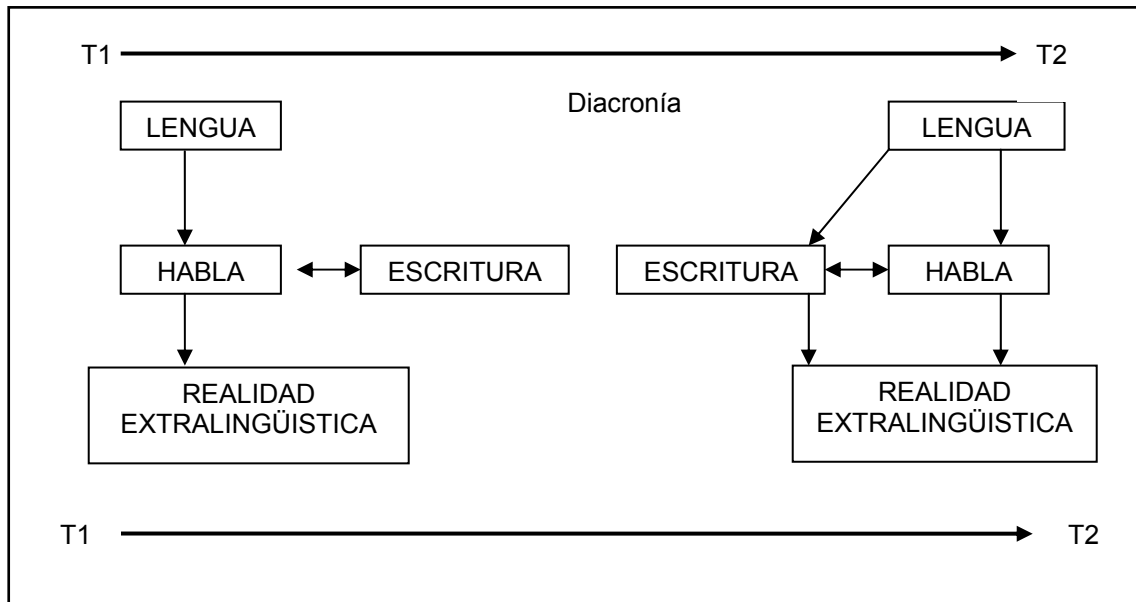 T1 T2
Diacronía
LENGUA LENGUA
HABLA ESCRITURA ESCRITURA HABLA
REALIDAD
EXTRALINGÜISTICA
REALIDAD
EXTRALINGÜISTICA
T1 T2